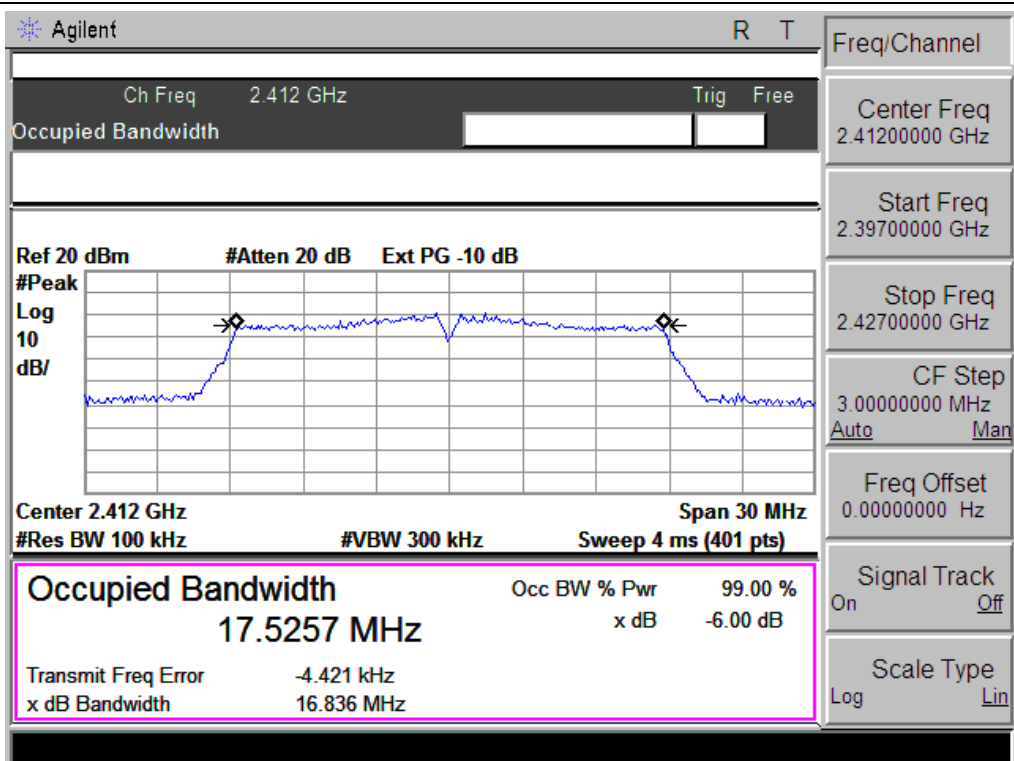 Agilent R T
Ch Freq 2.412 GHz Trig Free
Occupied Bandwidth
Ref 20 dBm #Atten 20 dB Ext PG -10 dB
#Peak
Log
10
dB/
Center 2.412 GHz Span 30 MHz
#Res BW 100 kHz #VBW 300 kHz Sweep 4 ms (401 pts)
Occupied Bandwidth Occ BW % Pwr 99.00 %
17.5257 MHz x dB -6.00 dB
Transmit Freq Error -4.421 kHz
x dB Bandwidth 16.836 MHz
Freq/Channel
Center Freq
2.41200000 GHz
Start Freq
2.39700000 GHz
Stop Freq
2.42700000 GHz
CF Step
3.00000000 MHz
Auto Man
Freq Offset
0.00000000 Hz
Signal Track
On Off
Scale Type
Log Lin